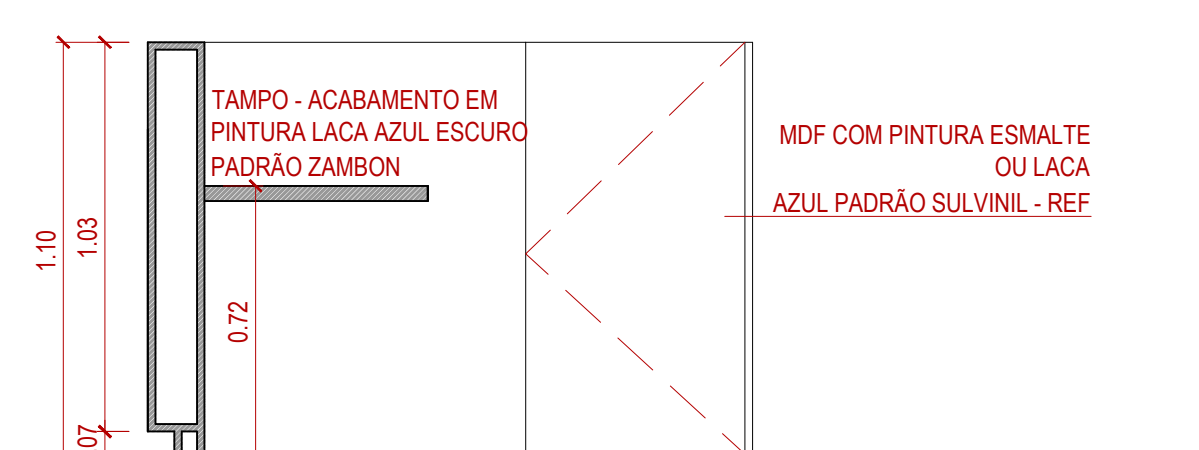 TAMPO - ACABAMENTO EM
PINTURA LACA AZUL ESCURO
PADRÃO ZAMBON
MDF COM PINTURA ESMALTE
OU LACA
AZUL PADRÃO SULVINIL - REF
1.10
1.03
0.72
07